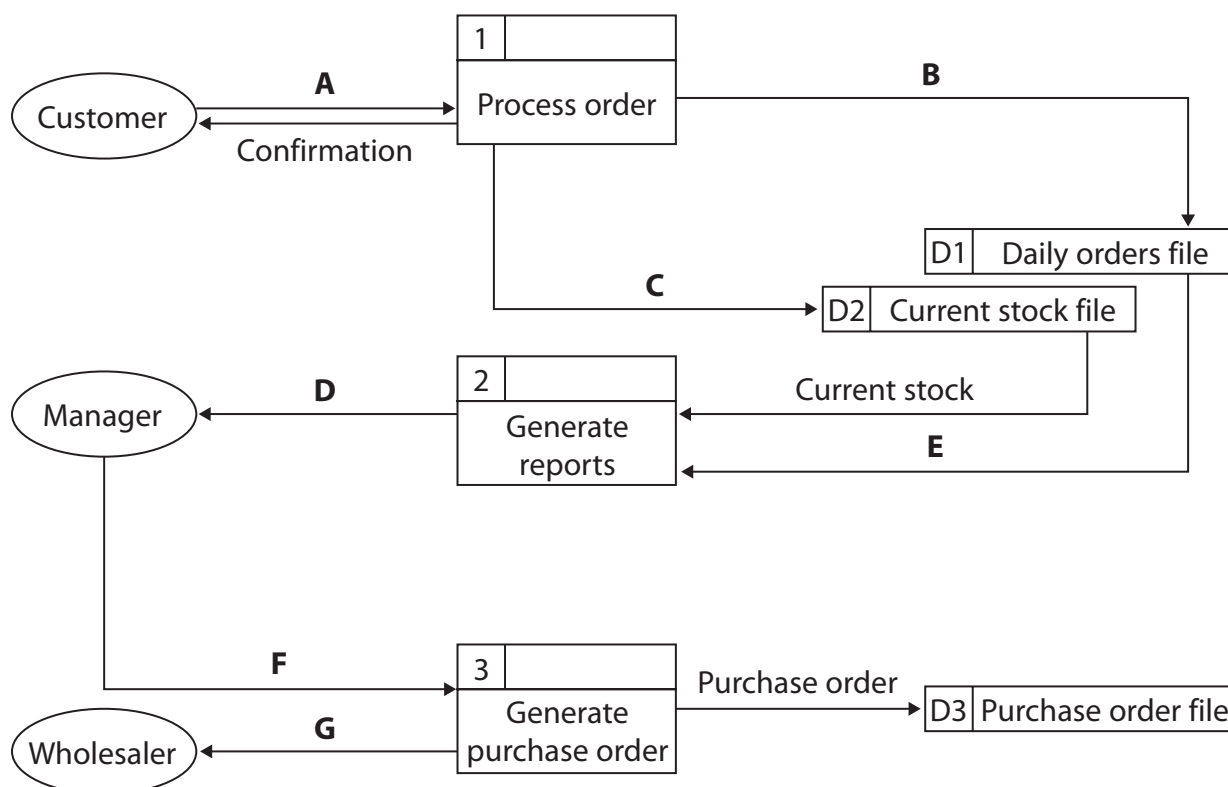 1
A
B
Customer
Process order
Confirmation
D1 Daily orders file
C
D2 Current stock file
2
D
Current stock
Manager
Generate
reports
E
F
3
Purchase order
Generate
purchase order
D3 Purchase order file
G
Wholesaler